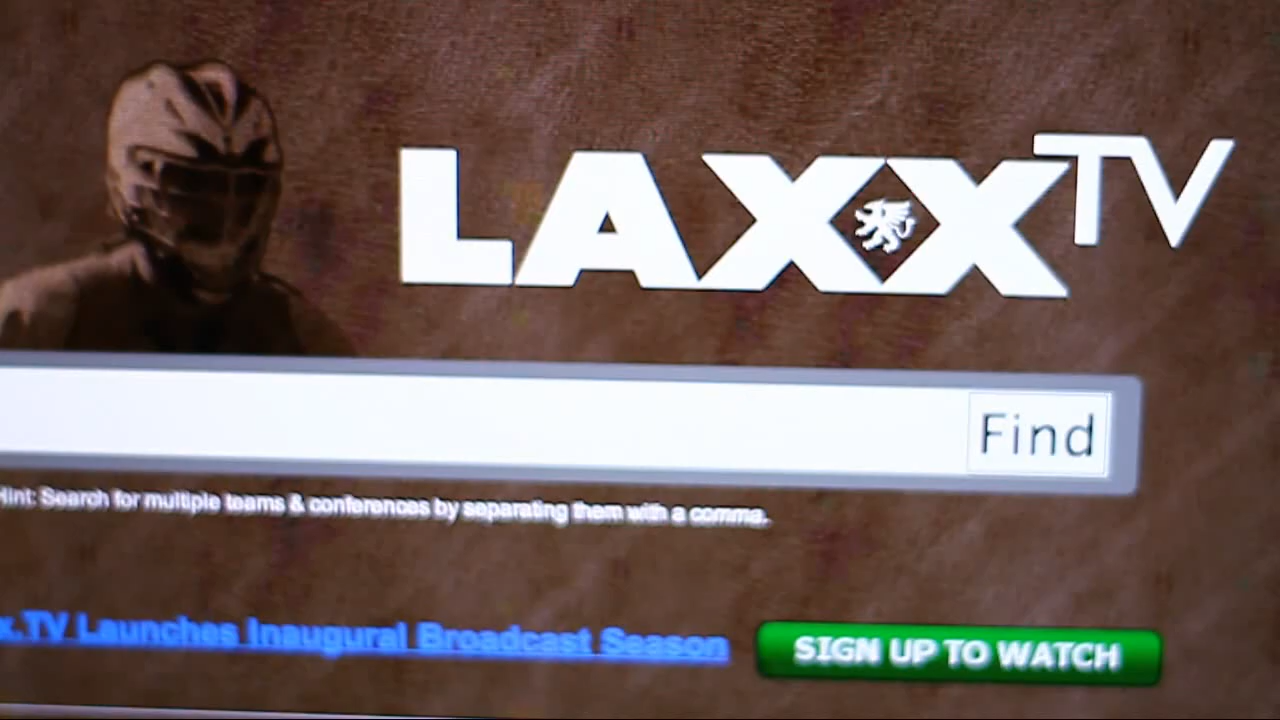 LAXX TV
Find
Hint: Search for multiple teams & conferences by separating them with a comma.
x.TV Launches Inaugural Broadcast Season
SIGN UP TO WATCH